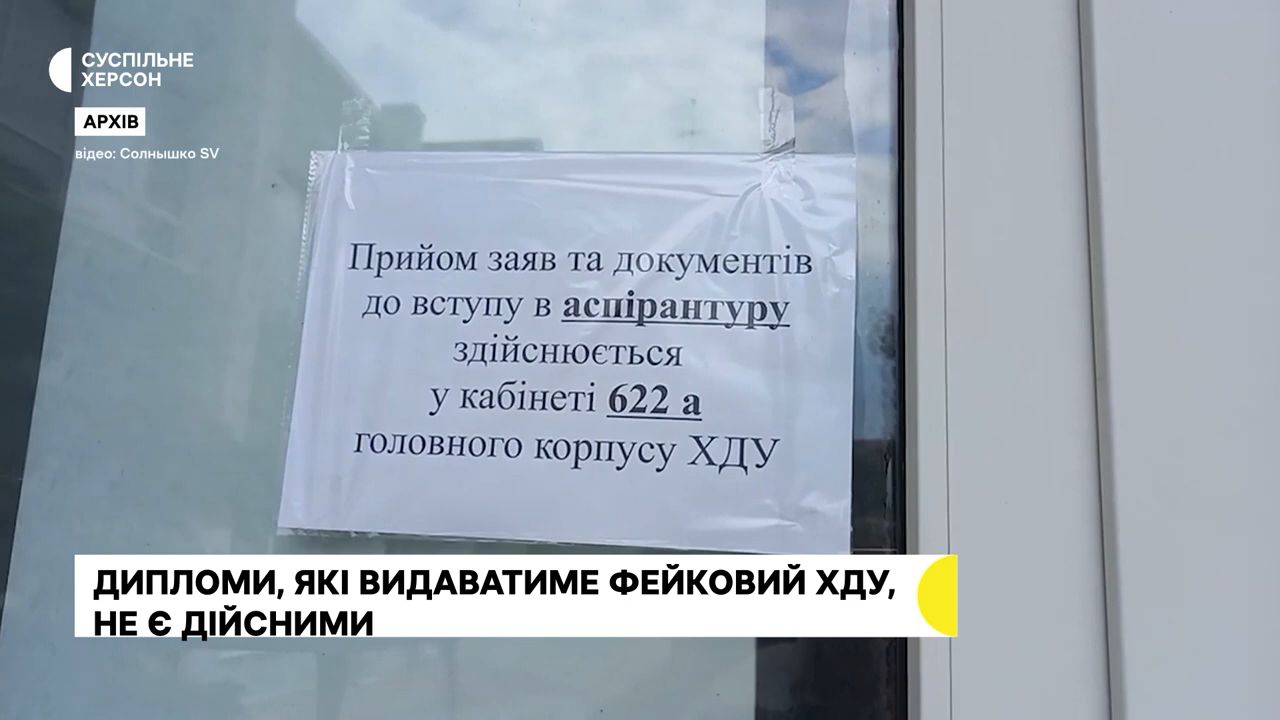 СУСПІЛЬНЕ
ХЕРСОН
АРХІВ
відео: Солнышко SV
Прийом заяв та документів
до вступу в аспірантуру
здійснюється
у кабінеті 622 а
головного корпусу ХДУ
ДИПЛОМИ, ЯКІ ВИДАВАТИМЕ ФЕЙКОВИЙ ХДУ,
НЕ Є ДІЙСНИМИ